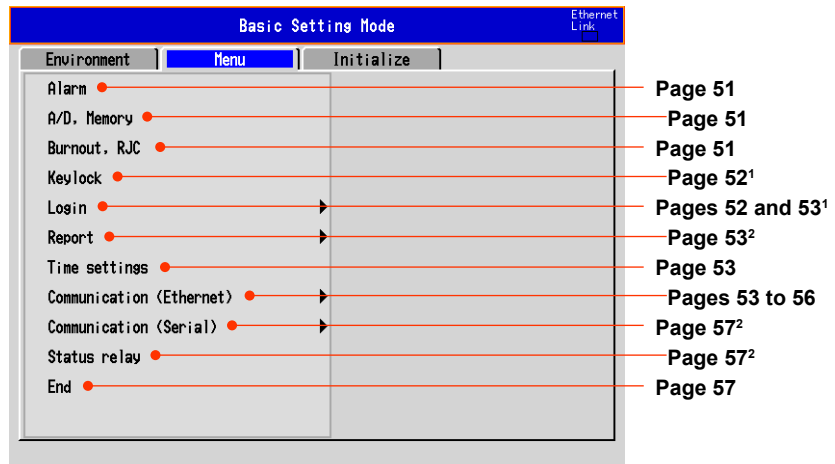 Basic Setting Mode
Ethernet
Link
Environment Menu Initialize
Alarm Page 51
A/D, Memory Page 51
Burnout, RJC Page 51
Keylock Page 52¹
Login Pages 52 and 53¹
Report Page 53²
Time settings Page 53
Communication (Ethernet) Pages 53 to 56
Communication (Serial) Page 57²
Status relay Page 57²
End Page 57